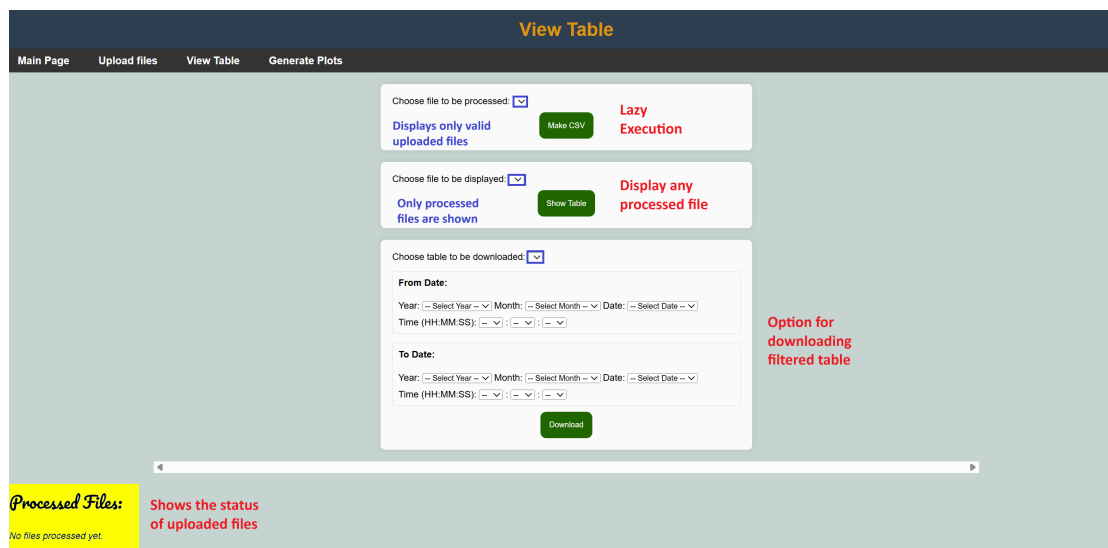 View Table
Main Page Upload files View Table Generate Plots
Choose file to be processed:
Displays only valid
uploaded files
Make CSV
Lazy
Execution
Choose file to be displayed:
Only processed
files are shown
Show Table
Display any
processed file
Choose table to be downloaded:
From Date:
Year: -- Select Year -- Month: -- Select Month -- Date: -- Select Date --
Time (HH:MM:SS): -- : -- : --
To Date:
Year: -- Select Year -- Month: -- Select Month -- Date: -- Select Date --
Time (HH:MM:SS): -- : -- : --
Download
Option for
downloading
filtered table
Processed Files:
No files processed yet.
Shows the status
of uploaded files